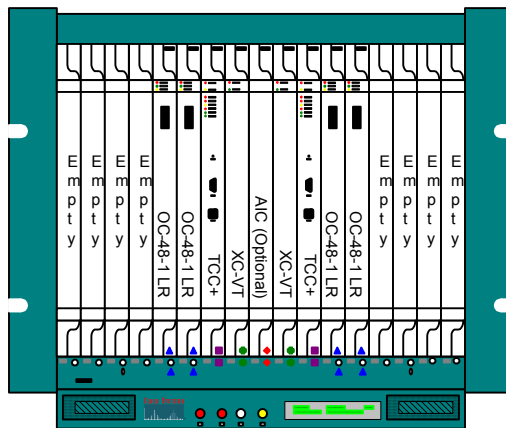 Empty
Empty
Empty
Empty
OC-48-1 LR
OC-48-1 LR
TCC+
XC-VT
AIC (Optional)
XC-VT
TCC+
OC-48-1 LR
OC-48-1 LR
Empty
Empty
Empty
Empty